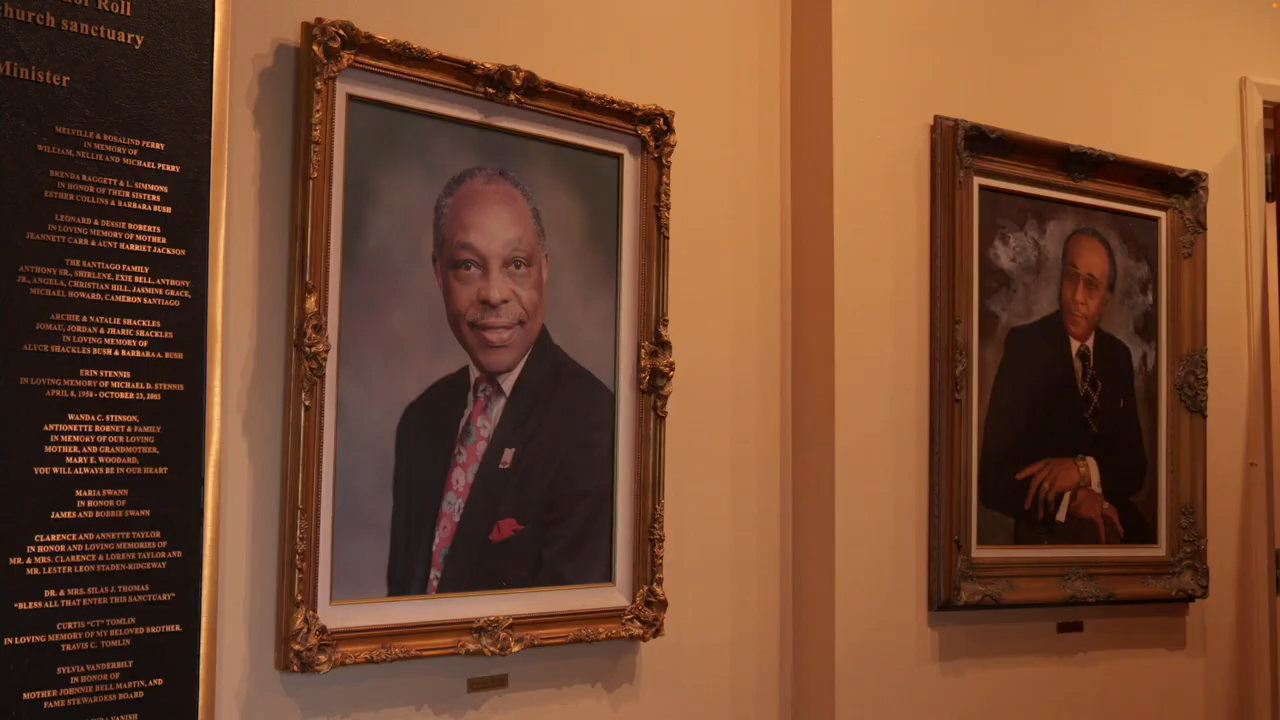 nor Roll
church sanctuary
Minister
MELVILLE & ROSALIND PERRY
IN MEMORY OF
WILLIAM, NELLIE AND MICHAEL PERRY
BRENDA RAGGETT & L. SIMMONS
IN HONOR OF THEIR SISTERS
ESTHER COLLINS & BARBARA BUSH
LEONARD & DESSIE ROBERTS
IN LOVING MEMORY OF MOTHER
JEANNETT CARR & AUNT HARRIET JACKSON
THE SANTIAGO FAMILY
ANTHONY SR., SHIRLENE, EXIE BELL, ANTHONY
JR., ANGELA, CHRISTIAN HILL, JASMINE GRACE,
MICHAEL HOWARD, CAMERON SANTIAGO
ARCHIE & NATALIE SHACKLES
JOMAU, JORDAN & JHARIC SHACKLES
IN LOVING MEMORY OF
ALYCE SHACKLES BUSH & BARBARA A. BUSH
ERIN STENNIS
IN LOVING MEMORY OF MICHAEL D. STENNIS
APRIL 8, 1958 - OCTOBER 23, 2003
WANDA C. STINSON,
ANTIONETTE ROBNET & FAMILY
IN MEMORY OF OUR LOVING
MOTHER, AND GRANDMOTHER,
MARY E. WOODARD,
YOU WILL ALWAYS BE IN OUR HEART
MARIA SWANN
IN HONOR OF
JAMES AND BOBBIE SWANN
CLARENCE AND ANNETTE TAYLOR
IN HONOR AND LOVING MEMORIES OF
MR. & MRS. CLARENCE & LORENE TAYLOR AND
MR. LESTER LEON STADEN-RIDGEWAY
DR. & MRS. SILAS J. THOMAS
"BLESS ALL THAT ENTER THIS SANCTUARY"
CURTIS "CT" TOMLIN
IN LOVING MEMORY OF MY BELOVED BROTHER,
TRAVIS C. TOMLIN
SYLVIA VANDERBILT
IN HONOR OF
MOTHER JOHNNIE BELL MARTIN, AND
FAME STEWARDESS BOARD
VANISH